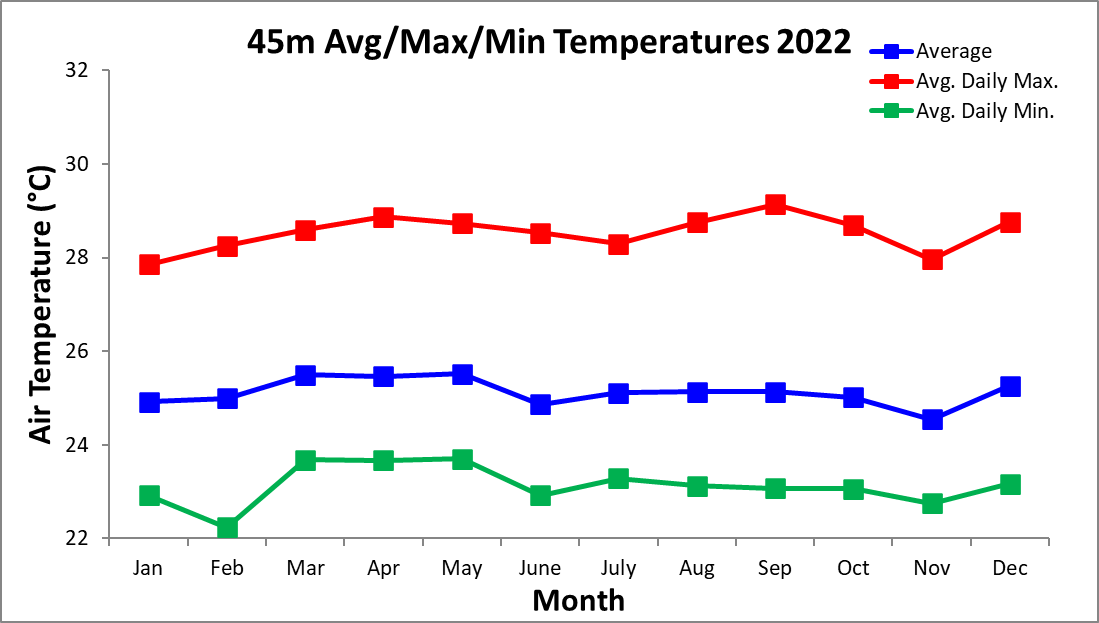 45m Avg/Max/Min Temperatures 2022
Average
Avg. Daily Max.
Avg. Daily Min.
Air Temperature (°C)
32
30
28
26
24
22
Jan Feb Mar Apr May June July Aug Sep Oct Nov Dec
Month